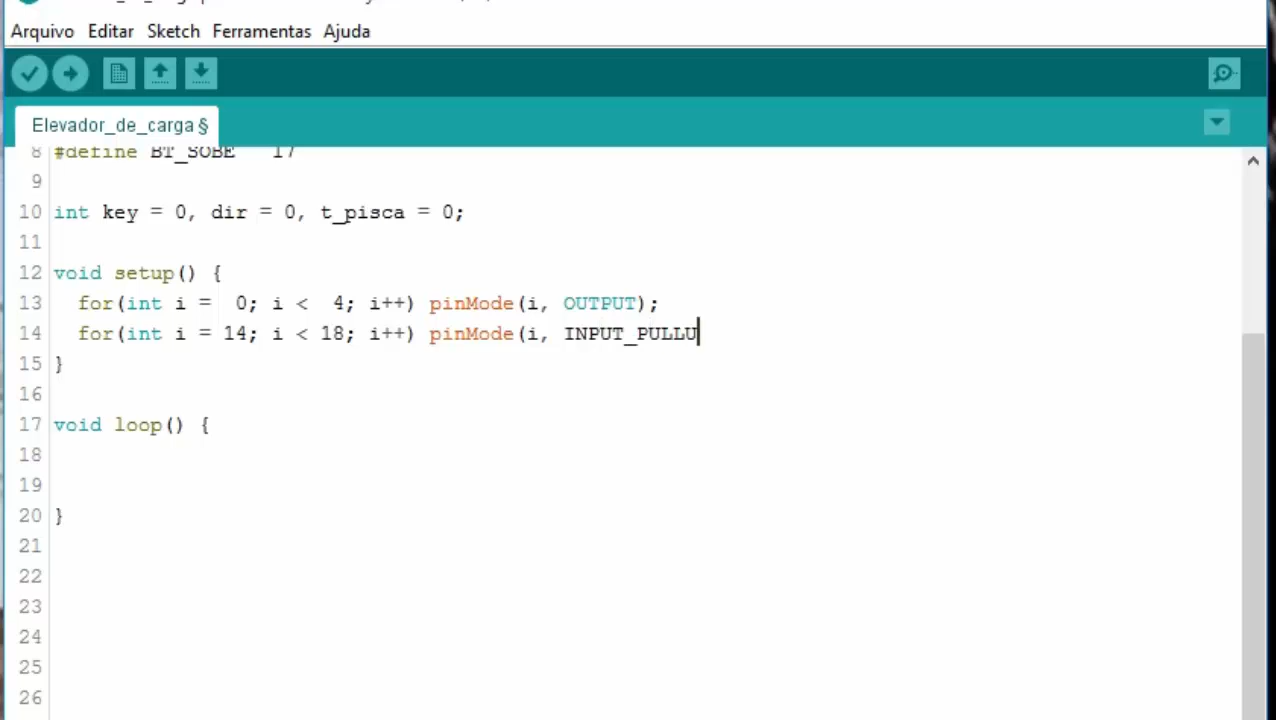 Arquivo Editar Sketch Ferramentas Ajuda
Elevador_de_carga §
8 #define BT_SOBE 17
9
10 int key = 0, dir = 0, t_pisca = 0;
11
12 void setup() {
13 for(int i = 0; i < 4; i++) pinMode(i, OUTPUT);
14 for(int i = 14; i < 18; i++) pinMode(i, INPUT_PULLU
15 }
16
17 void loop() {
18
19
20 }
21
22
23
24
25
26